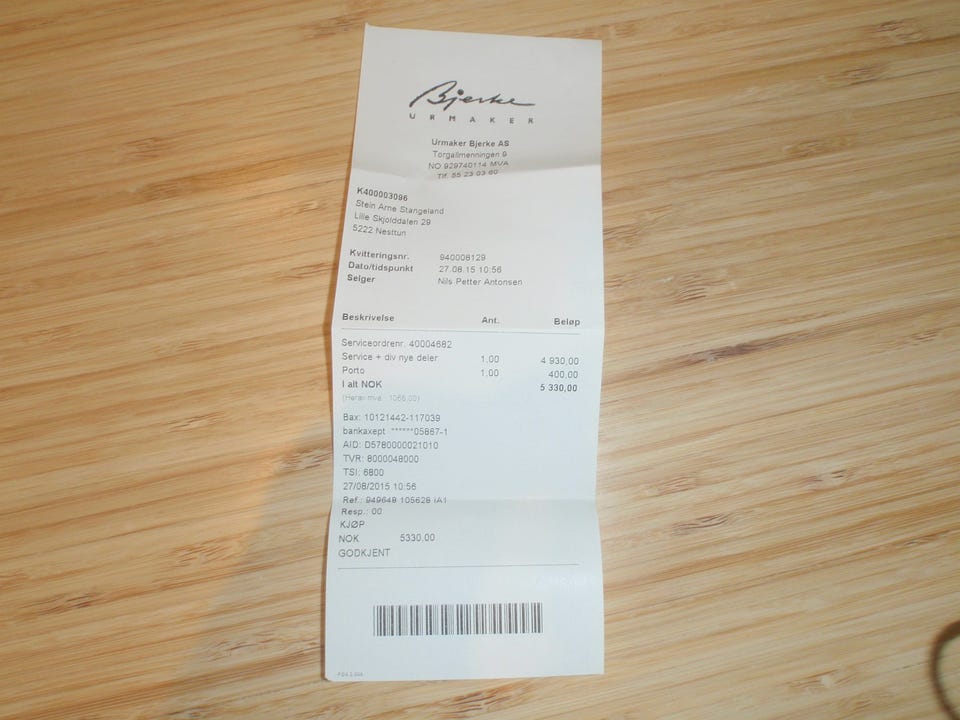 Bjerke
URMAKER
Urmaker Bjerke AS
Torgallmenningen 9
NO 929740114 MVA
Tlf. 55 23 03 60
K400003096
Stein Arne Stangeland
Lille Skjolddalen 29
5222 Nesttun
Kvitteringsnr. 940008129
Dato/tidspunkt 27.08.15 10:56
Selger Nils Petter Antonsen
Beskrivelse Ant. Beløp
Serviceordrenr. 40004682
Service + div nye deler 1,00 4 930,00
Porto 1,00 400,00
I alt NOK 5 330,00
(Herav mva. 1066,00)
Bax: 10121442-117039
bankaxept ******05887-1
AID: D5780000021010
TVR: 8000048000
TSI: 6800
27/08/2015 10:56
Ref.: 949648 105628 IA1
Resp.: 00
KJØP
NOK 5330.00
GODKJENT